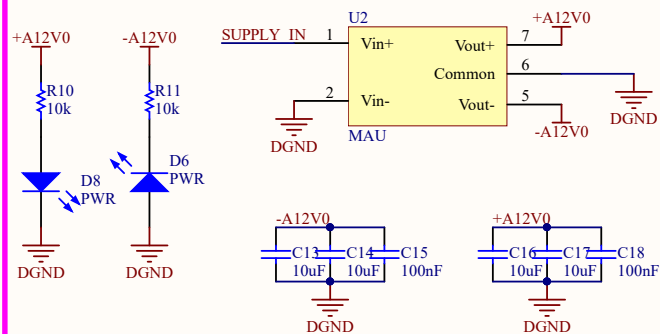 +A12V0
R10
10k
D8
PWR
DGND
-A12V0
R11
10k
D6
PWR
DGND
U2
SUPPLY_IN
1
Vin+
2
Vin-
DGND
Vout+
7
+A12V0
Common
6
DGND
Vout-
5
-A12V0
MAU
-A12V0
C13
10uF
C14
10uF
C15
100nF
DGND
+A12V0
C16
10uF
C17
10uF
C18
100nF
DGND